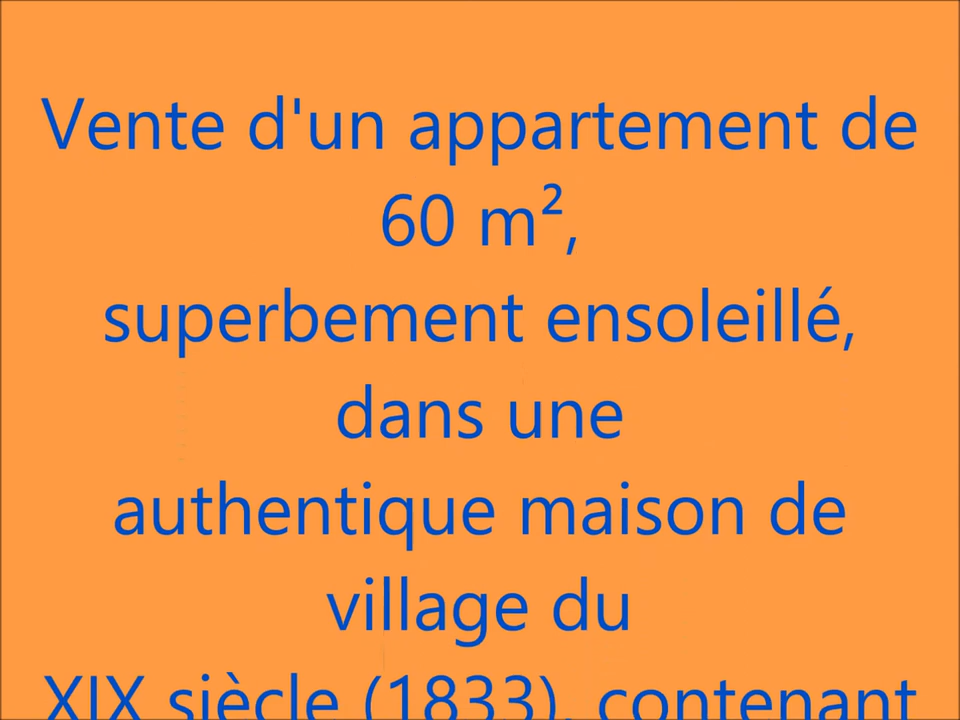 Vente d'un appartement de
60 m²,
superbement ensoleillé,
dans une
authentique maison de
village du
XIX siècle (1833), contenant